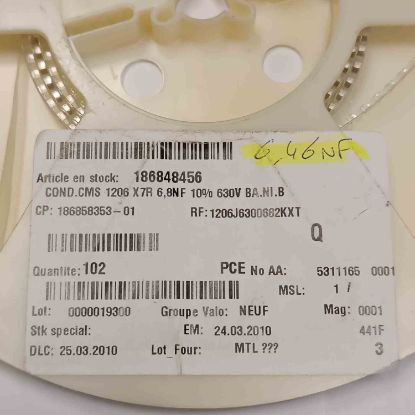 6,46NF
Article en stock: 186848456
COND.CMS 1206 X7R 6,8NF 10% 630V BA.NI.B
CP: 186858353-01 RF:1206J6300682KXT
Q
Quantite: 102 PCE No AA: 5311165 0001
MSL: 1 /
Lot: 0000019300 Groupe Valo: NEUF Mag: 0001
Stk special: EM: 24.03.2010 441F
DLC: 25.03.2010 Lot_Four: MTL ??? 3